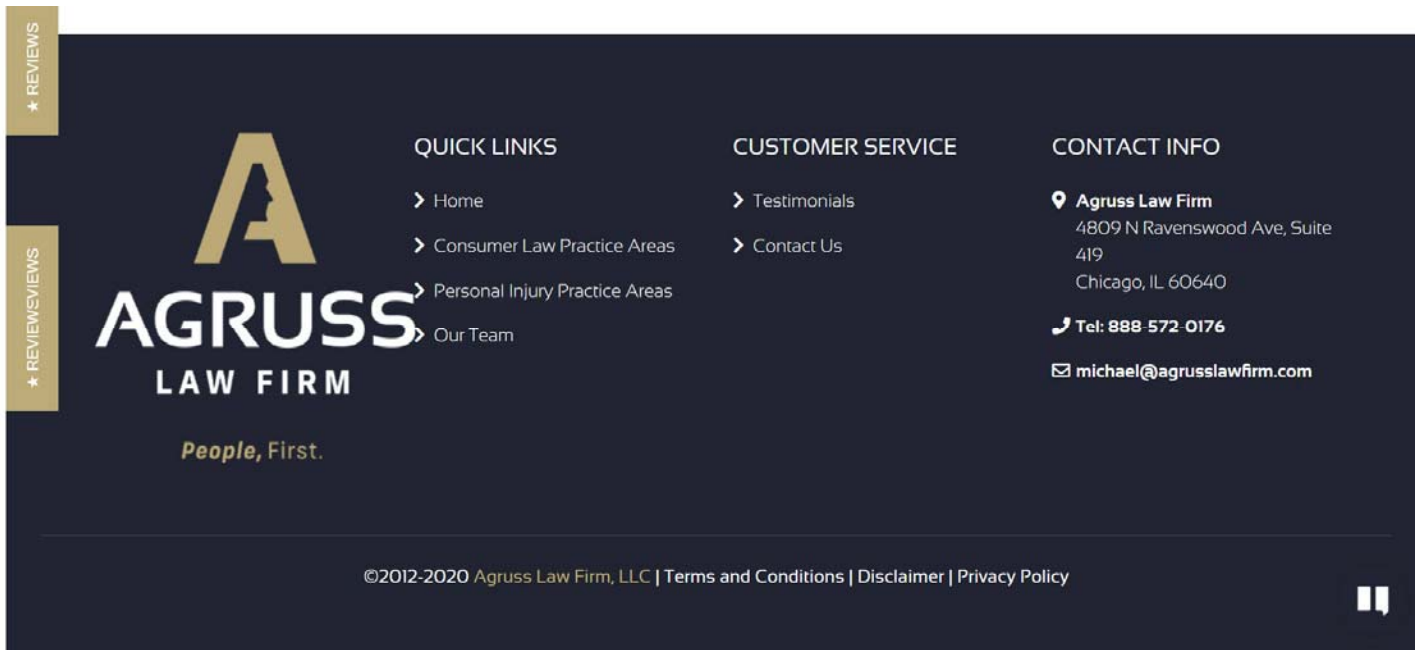 ★ REVIEWS
★ REVIEWSEVIEWS
AGRUSS
LAW FIRM
People, First.
QUICK LINKS
Home
Consumer Law Practice Areas
Personal Injury Practice Areas
Our Team
CUSTOMER SERVICE
Testimonials
Contact Us
CONTACT INFO
Agruss Law Firm
4809 N Ravenswood Ave, Suite
419
Chicago, IL 60640
Tel: 888-572-0176
michael@agrusslawfirm.com
©2012-2020 Agruss Law Firm, LLC | Terms and Conditions | Disclaimer | Privacy Policy